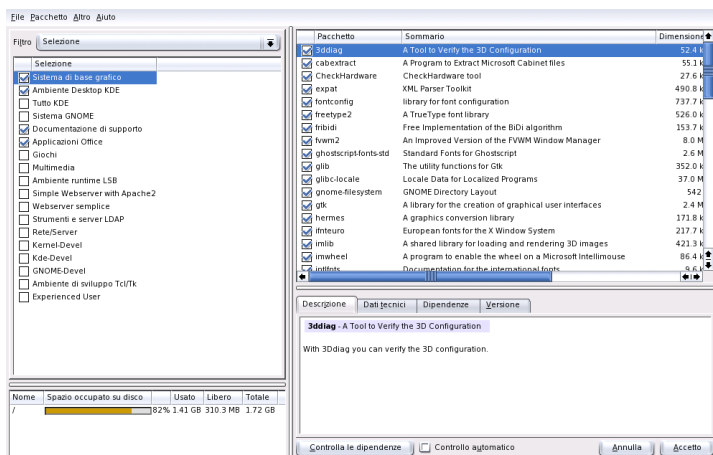 File Pacchetto Altro Aiuto
Filtro Selezione
Selezione
Sistema di base grafico
Ambiente Desktop KDE
Tutto KDE
Sistema GNOME
Documentazione di supporto
Applicazioni Office
Giochi
Multimedia
Ambiente runtime LSB
Simple Webserver with Apache2
Webserver semplice
Strumenti e server LDAP
Rete/Server
Kernel-Devel
Kde-Devel
GNOME-Devel
Ambiente di sviluppo Tcl/Tk
Experienced User
Nome Spazio occupato su disco Usato Libero Totale
/ 82% 1.41 GB 310.3 MB 1.72 GB
Pacchetto Sommario Dimensione
3ddiag A Tool to Verify the 3D Configuration 52.4 k
cabextract A Program to Extract Microsoft Cabinet files 55.1 k
CheckHardware CheckHardware tool 27.6 k
expat XML Parser Toolkit 490.8 k
fontconfig library for font configuration 737.7 k
freetype2 A TrueType font library 526.0 k
fribidi Free Implementation of the BiDi algorithm 153.7 k
fvwm2 An Improved Version of the FVWM Window Manager 8.0 M
ghostscript-fonts-std Standard Fonts for Ghostscript 2.6 M
glib The utility functions for Gtk 352.0 k
glibc-locale Locale Data for Localized Programs 37.0 M
gnome-filesystem GNOME Directory Layout 542
gtk A library for the creation of graphical user interfaces 2.4 M
hermes A graphics conversion library 171.8 k
ifnteuro European fonts for the X Window System 217.7 k
imlib A shared library for loading and rendering 3D images 421.3 k
imwheel A program to enable the wheel on a Microsoft Intellimouse 86.4 k
intlfnts Documentation for the international fonts 9.6 k
Descrizione Dati tecnici Dipendenze Versione
3ddiag - A Tool to Verify the 3D Configuration
With 3Ddiag you can verify the 3D configuration.
Controlla le dipendenze Controllo automatico Annulla Accetto